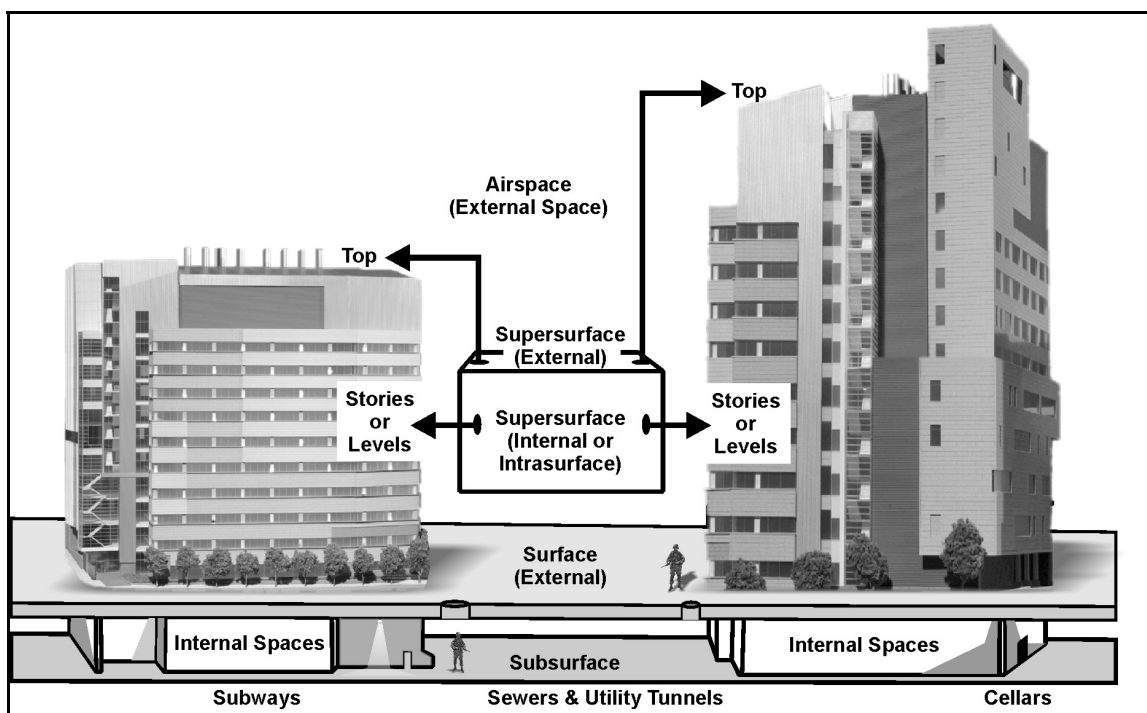 Top
Airspace
(External Space)
Top
Supersurface
(External)
Stories
or
Levels
Supersurface
(Internal or
Intrasurface)
Stories
or
Levels
Surface
(External)
Internal Spaces
Internal Spaces
Subsurface
Subways
Sewers & Utility Tunnels
Cellars